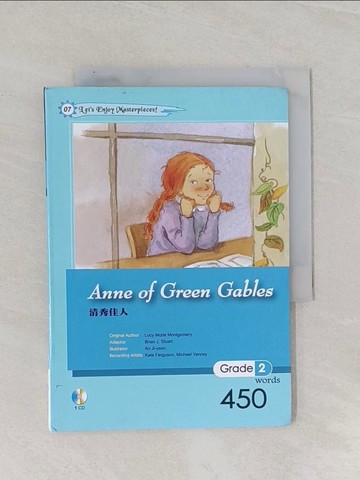 07 Let's Enjoy Masterpieces!
Anne of Green Gables
清秀佳人
Original Author : Lucy Maud Montgomery
Adaptor : Brian J. Stuart
Illustrator : An Ji-yeon
Recording Artists : Kate Ferguson, Michael Yancey
Grade 2
words
450
1 CD